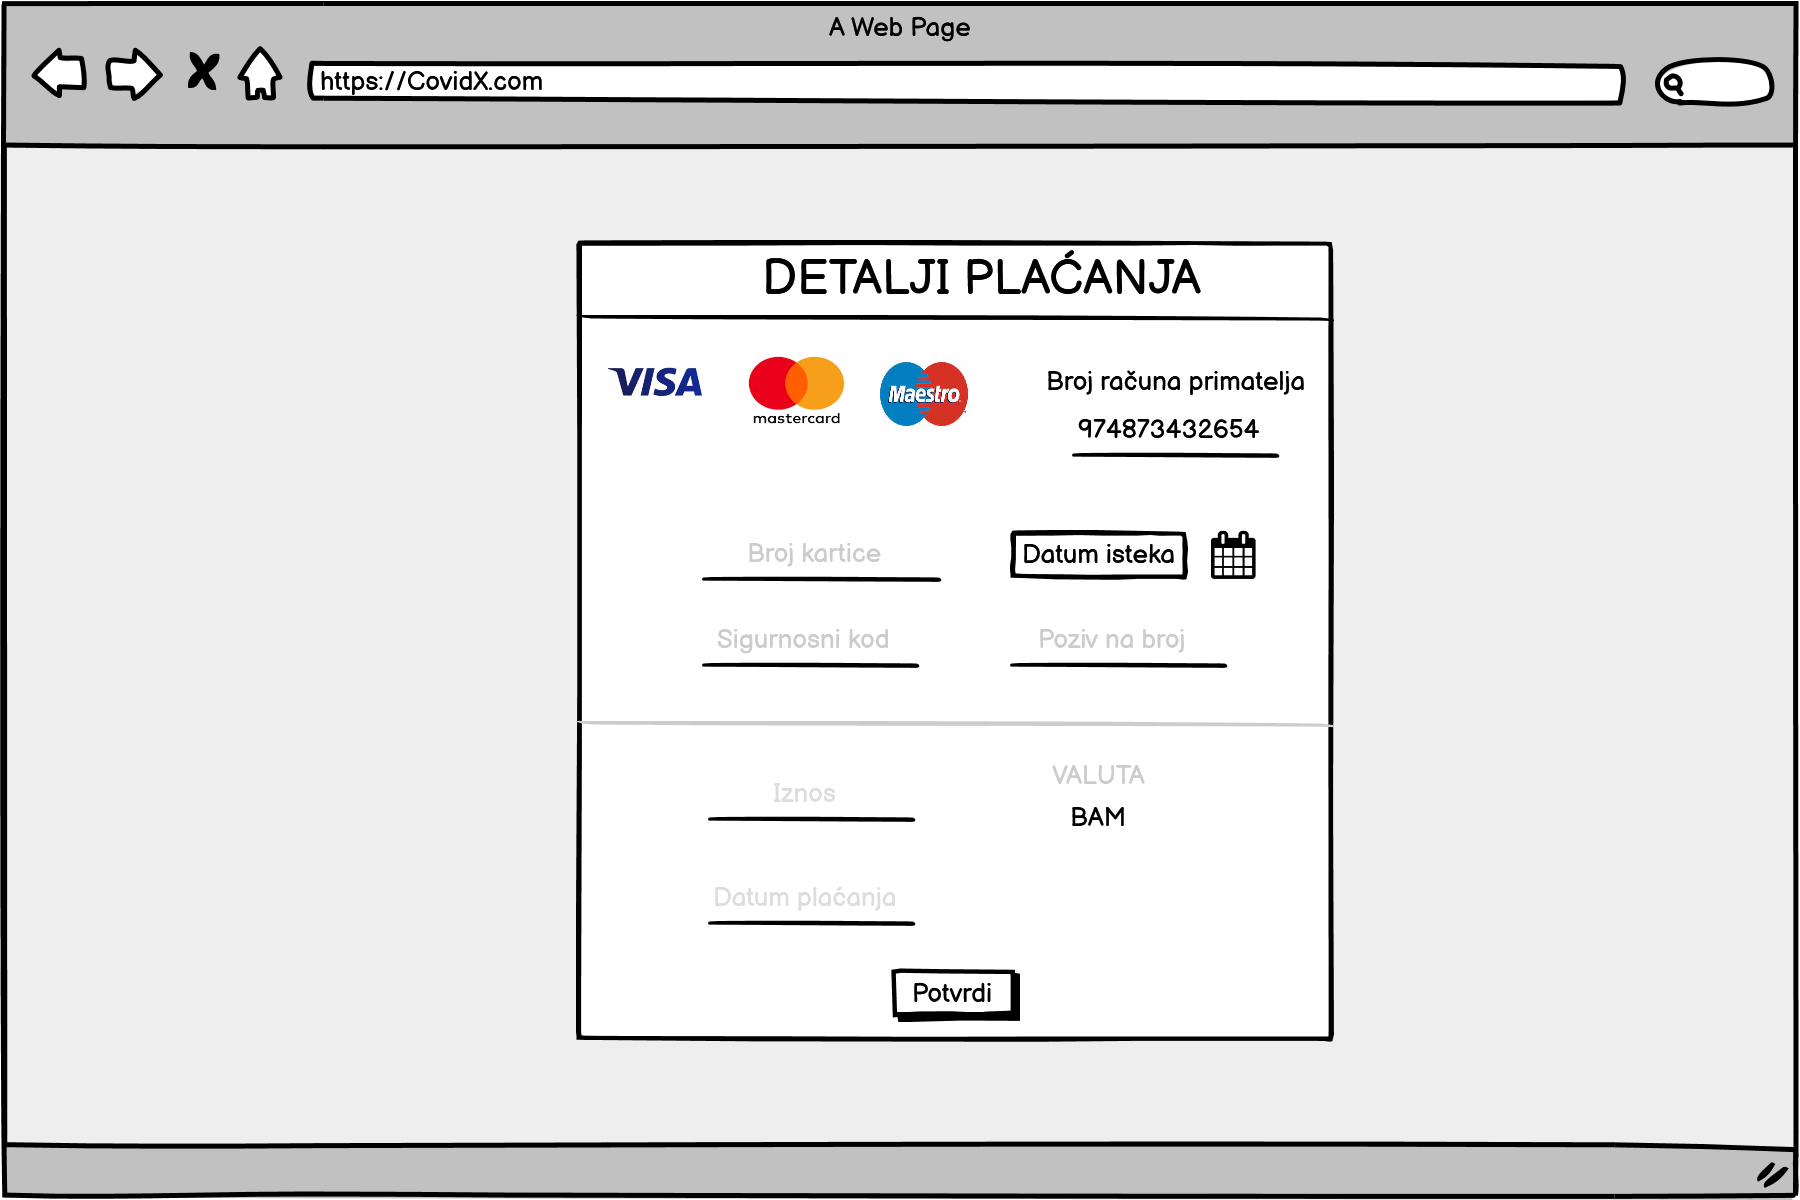 A Web Page
https://CovidX.com
DETALJI PLAĆANJA
VISA
mastercard
Maestro
Broj računa primatelja
974873432654
Broj kartice
Datum isteka
Sigurnosni kod
Poziv na broj
Iznos
VALUTA
BAM
Datum plaćanja
Potvrdi